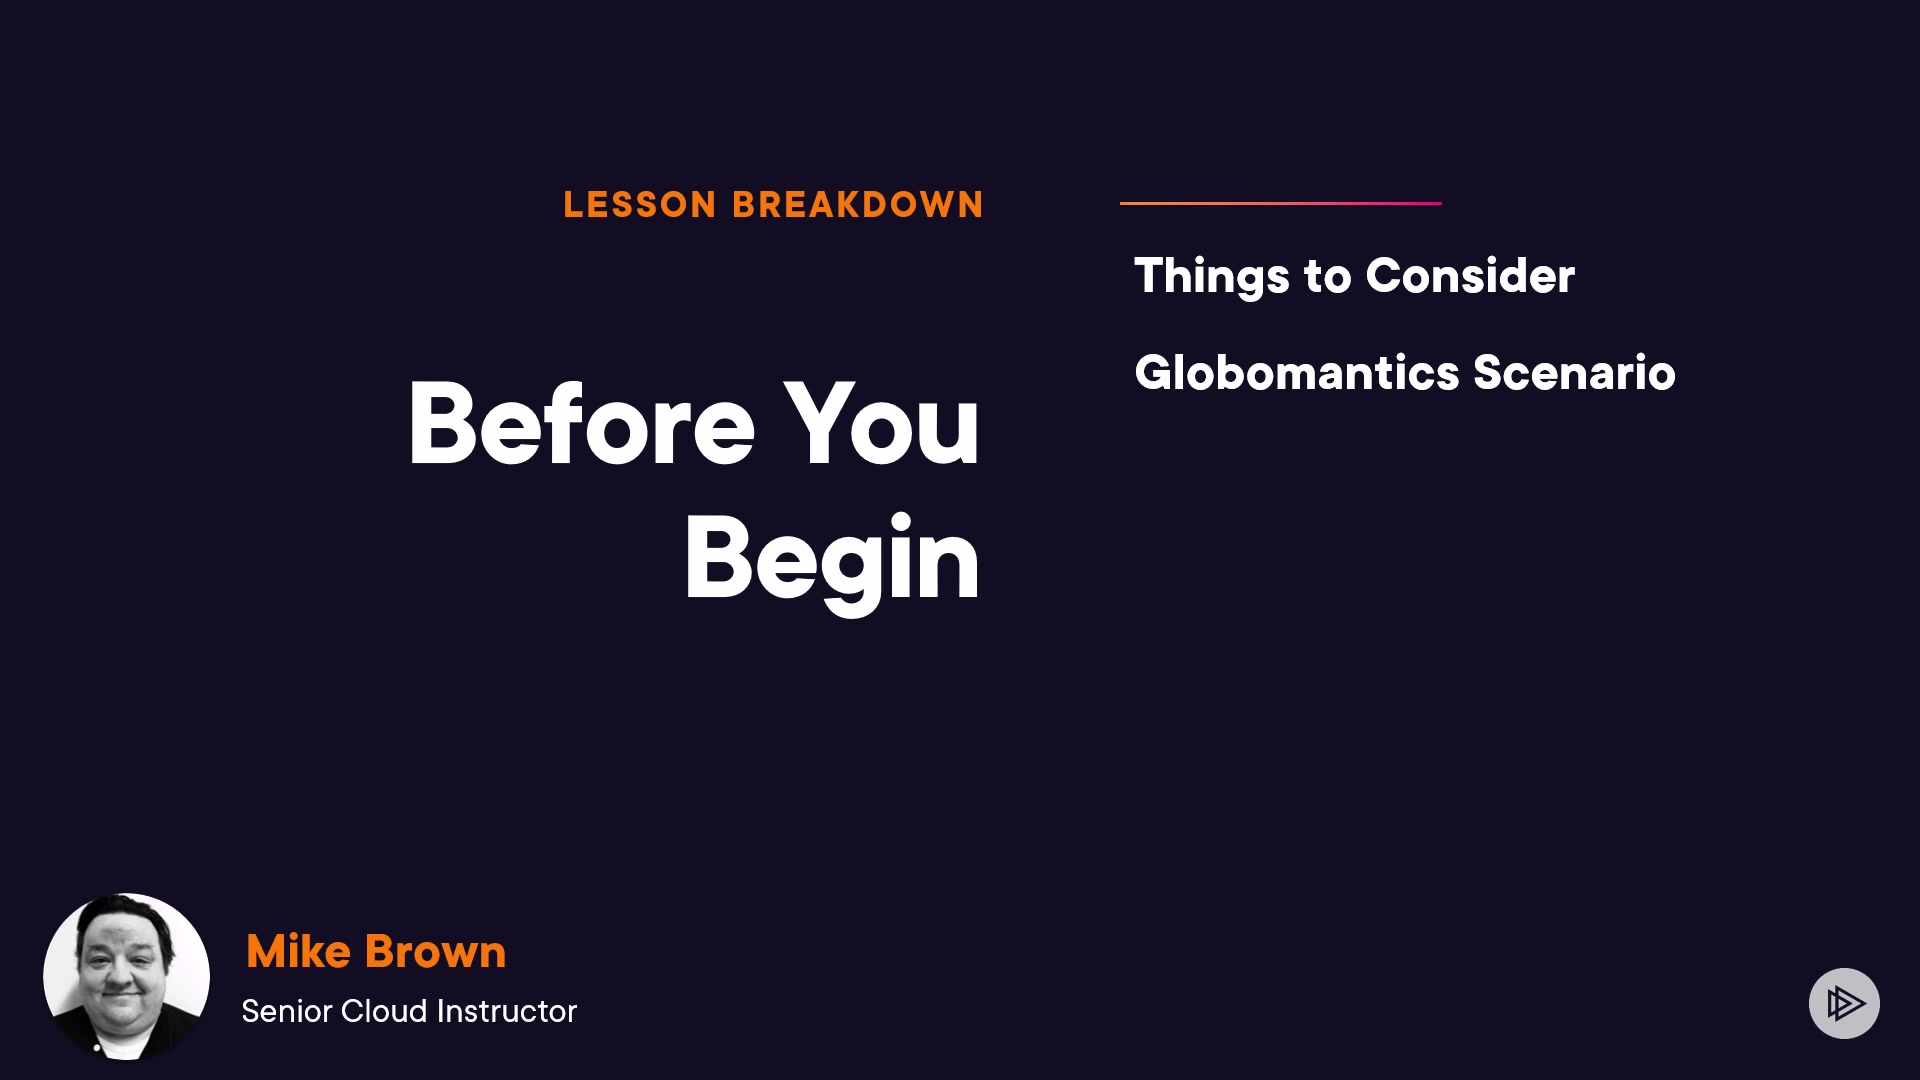 LESSON BREAKDOWN
Before You
Begin
Things to Consider
Globomantics Scenario
Mike Brown
Senior Cloud Instructor